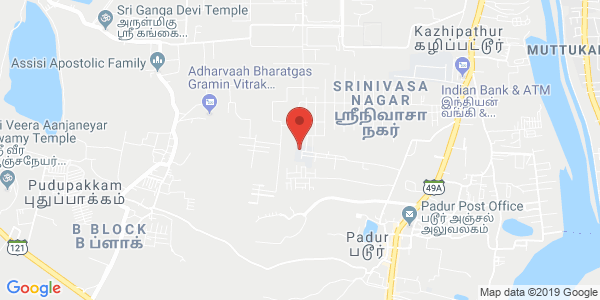 Sri Ganga Devi Temple
அருள்மிகு
ஸ்ரீ கங்கை
Assisi Apostolic Family
Adharvaah Bharatgas
Gramin Vitrak...
Kazhipathur
கழிபட்டூர்
MUTTUKA
SRINIVASA
NAGAR
ஸ்ரீநிவாசா
நகர்
Indian Bank & ATM
இந்தியன்
வங்கி &
i Veera Aanjaneyar
wamy Temple
வீர
ஞ்சநேயர்...
Pudupakkam
புதுப்பாக்கம்
49A
Padur Post Office
படூர் அஞ்சல்
அலுவலகம்
B BLOCK
B ப்ளாக்
Padur
படூர்
121
Google
Map data ©2019 Google